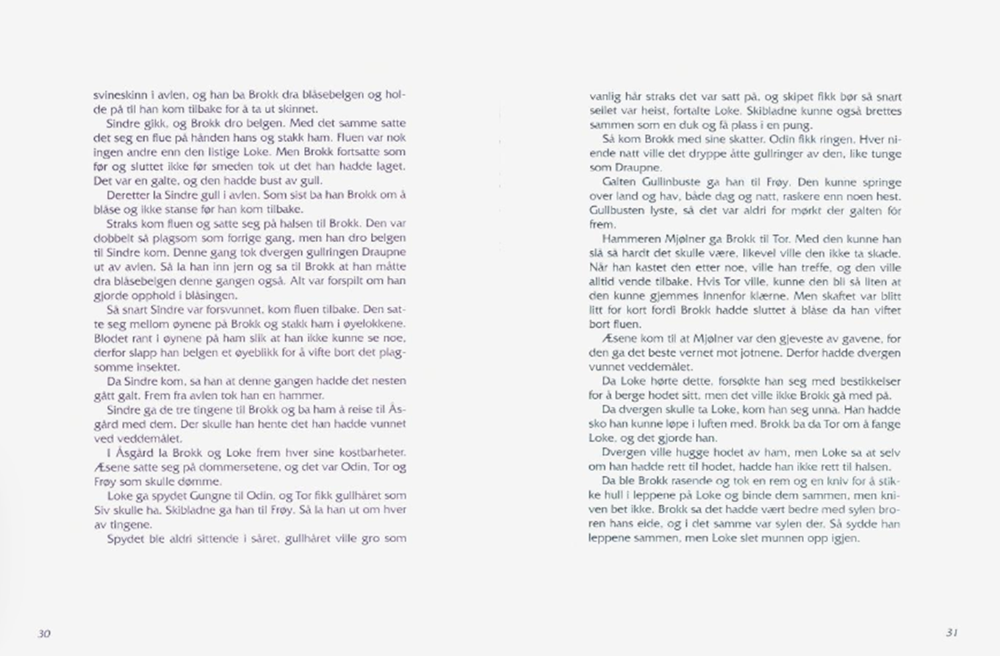 svineskinn i avlen, og han ba Brokk dra blåsebelgen og hol-
de på til han kom tilbake for å ta ut skinnet.
Sindre gikk, og Brokk dro belgen. Med det samme satte
det seg en flue på hånden hans og stakk ham. Fluen var nok
ingen andre enn den listige Loke. Men Brokk fortsatte som
før og sluttet ikke før smeden tok ut det han hadde laget.
Det var en galte, og den hadde bust av gull.
Deretter la Sindre gull i avlen. Som sist ba han Brokk om å
blåse og ikke stanse før han kom tilbake.
Straks kom fluen og satte seg på halsen til Brokk. Den var
dobbelt så plagsom som forrige gang, men han dro belgen
til Sindre kom. Denne gang tok dvergen gullringen Draupne
ut av avlen. Så la han inn jern og sa til Brokk at han måtte
dra blåsebelgen denne gangen også. Alt var forspilt om han
gjorde opphold i blåsingen.
Så snart Sindre var forsvunnet, kom fluen tilbake. Den sat-
te seg mellom øynene på Brokk og stakk ham i øyelokkene.
Blodet rant i øynene på ham slik at han ikke kunne se noe,
derfor slapp han belgen et øyeblikk for å vifte bort det plag-
somme insektet.
Da Sindre kom, sa han at denne gangen hadde det nesten
gått galt. Frem fra avlen tok han en hammer.
Sindre ga de tre tingene til Brokk og ba ham å reise til Ås-
gård med dem. Der skulle han hente det han hadde vunnet
ved veddemålet.
I Åsgård la Brokk og Loke frem hver sine kostbarheter.
Æsene satte seg på dommersetene, og det var Odin, Tor og
Frøy som skulle dømme.
Loke ga spydet Gungne til Odin, og Tor fikk gullhåret som
Siv skulle ha. Skibladne ga han til Frøy. Så la han ut om hver
av tingene.
Spydet ble aldri sittende i såret, gullhåret ville gro som
30
vanlig hår straks det var satt på, og skipet fikk bør så snart
seilet var heist, fortalte Loke. Skibladne kunne også brettes
sammen som en duk og få plass i en pung.
Så kom Brokk med sine skatter. Odin fikk ringen. Hver ni-
ende natt ville det dryppe åtte gullringer av den, like tunge
som Draupne.
Galten Gullinbuste ga han til Frøy. Den kunne springe
over land og hav, både dag og natt, raskere enn noen hest.
Gullbusten lyste, så det var aldri for mørkt der galten fór
frem.
Hammeren Mjølner ga Brokk til Tor. Med den kunne han
slå så hardt det skulle være, likevel ville den ikke ta skade.
Når han kastet den etter noe, ville han treffe, og den ville
alltid vende tilbake. Hvis Tor ville, kunne den bli så liten at
den kunne gjemmes innenfor klærne. Men skaftet var blitt
litt for kort fordi Brokk hadde sluttet å blåse da han viftet
bort fluen.
Æsene kom til at Mjølner var den gjeveste av gavene, for
den ga det beste vernet mot jotnene. Derfor hadde dvergen
vunnet veddemålet.
Da Loke hørte dette, forsøkte han seg med bestikkelser
for å berge hodet sitt, men det ville ikke Brokk gå med på.
Da dvergen skulle ta Loke, kom han seg unna. Han hadde
sko han kunne løpe i luften med. Brokk ba da Tor om å fange
Loke, og det gjorde han.
Dvergen ville hugge hodet av ham, men Loke sa at selv
om han hadde rett til hodet, hadde han ikke rett til halsen.
Da ble Brokk rasende og tok en rem og en kniv for å stik-
ke hull i leppene på Loke og binde dem sammen, men kni-
ven bet ikke. Brokk sa det hadde vært bedre med sylen bro-
ren hans eide, og i det samme var sylen der. Så sydde han
leppene sammen, men Loke slet munnen opp igjen.
31